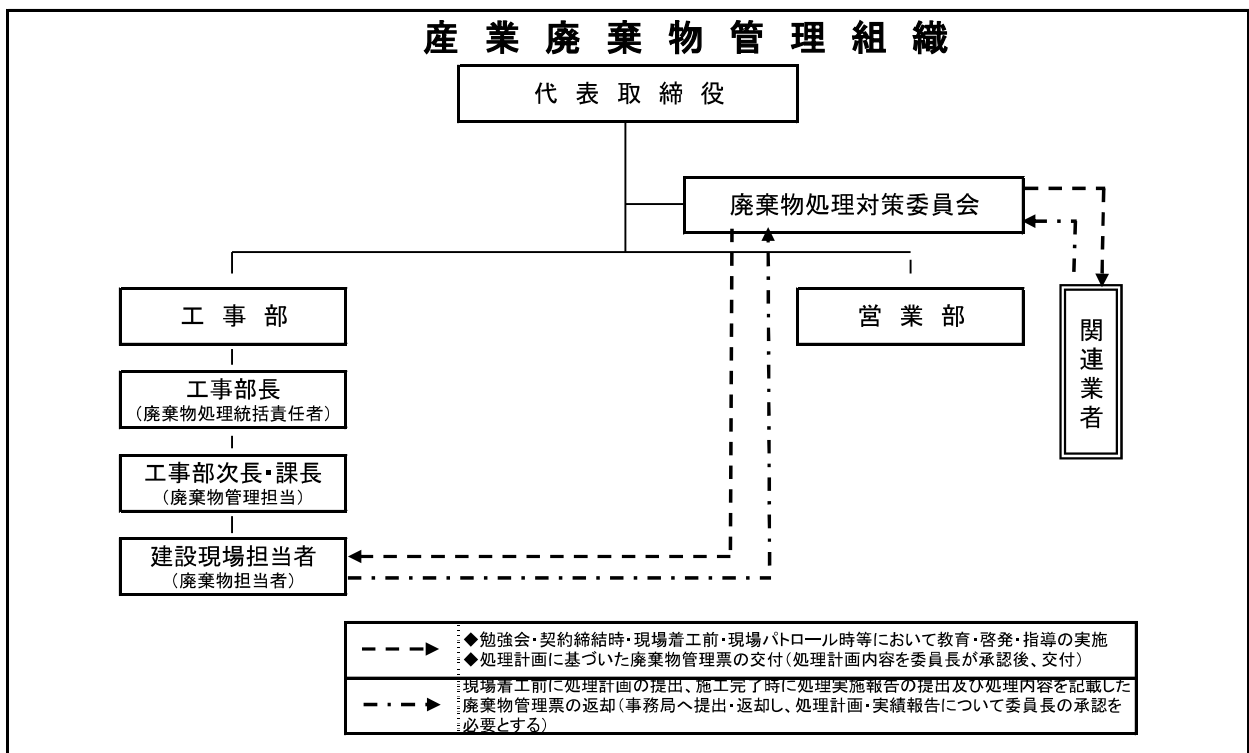 産業廃棄物管理組織
代表取締役
廃棄物処理対策委員会
工事部
営業部
関連業者
工事部長
(廃棄物処理統括責任者)
工事部次長・課長
(廃棄物管理担当)
建設現場担当者
(廃棄物担当者)
◆勉強会・契約締結時・現場着工前・現場パトロール時等において教育・啓発・指導の実施
◆処理計画に基づいた廃棄物管理票の交付(処理計画内容を委員長が承認後、交付)
現場着工前に処理計画の提出、施工完了時に処理実施報告の提出及び処理内容を記載した
廃棄物管理票の返却(事務局へ提出・返却し、処理計画・実績報告について委員長の承認を
必要とする)